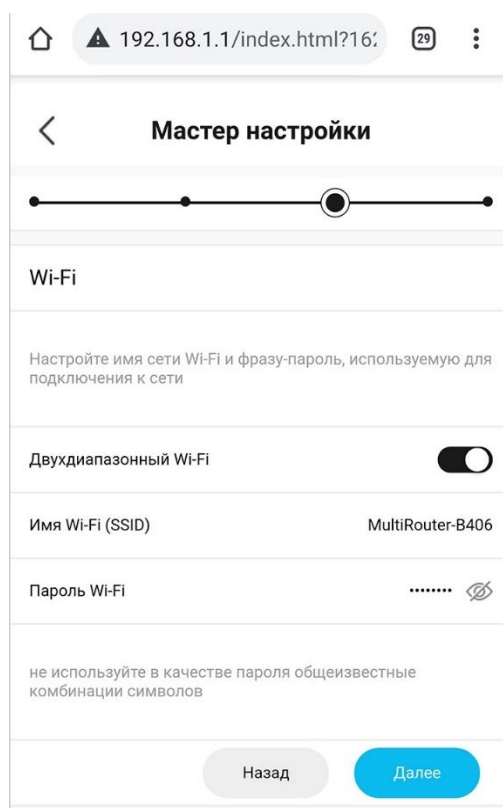 192.168.1.1/index.html?162
29
Мастер настройки
Wi-Fi
Настройте имя сети Wi-Fi и фразу-пароль, используемую для
подключения к сети
Двухдиапазонный Wi-Fi
Имя Wi-Fi (SSID) MultiRouter-B406
Пароль Wi-Fi ••••••••
не используйте в качестве пароля общеизвестные
комбинации символов
Назад Далее